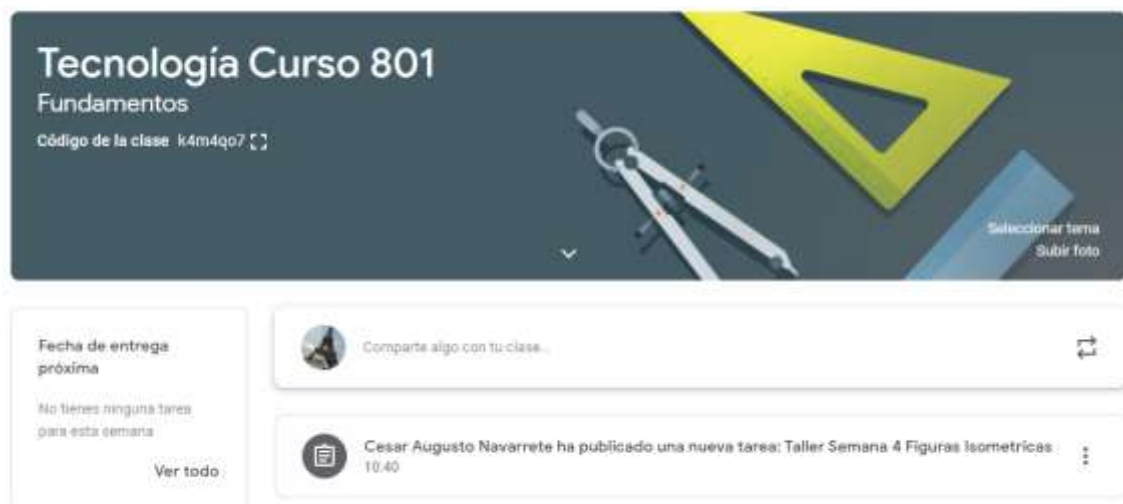 Tecnología Curso 801
Fundamentos
Código de la clase k4m4qo7
Seleccionar tema
Subir foto
Fecha de entrega
próxima
No tienes ninguna tarea
para esta semana
Ver todo
Comparte algo con tu clase...
Cesar Augusto Navarrete ha publicado una nueva tarea: Taller Semana 4 Figuras Isometricas
10:40